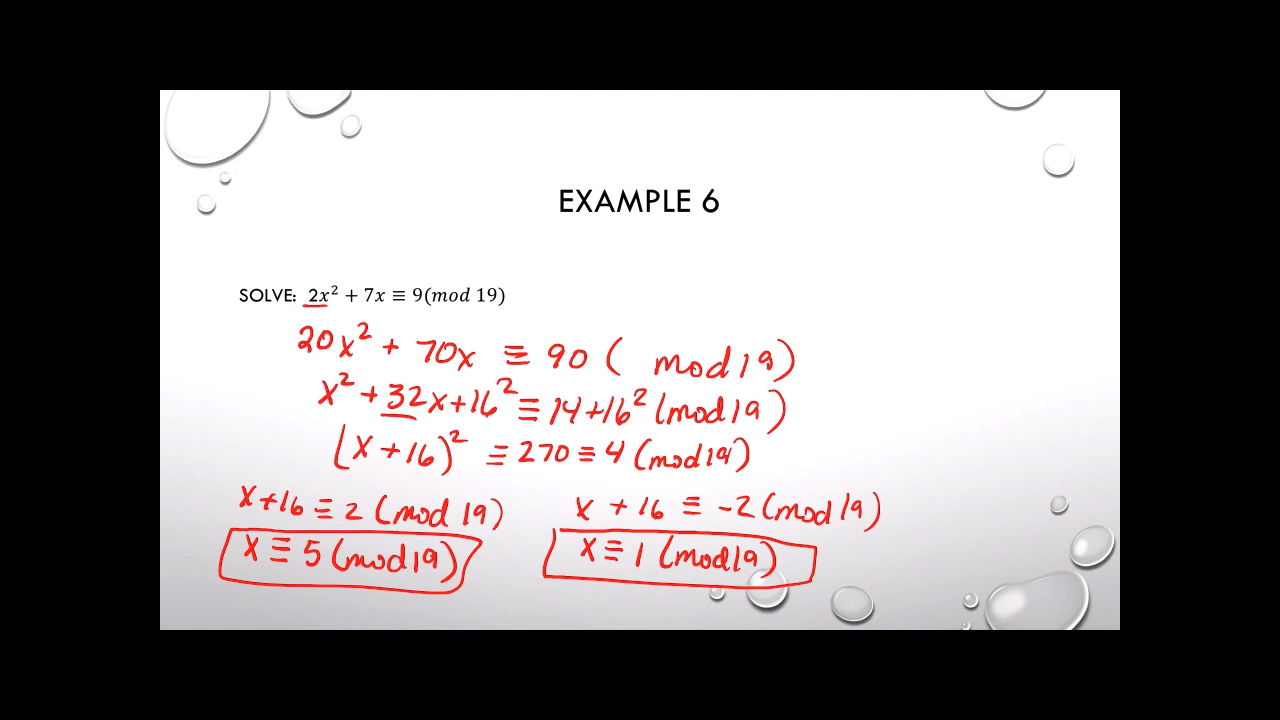 EXAMPLE 6
SOLVE: 2x² + 7x ≡ 9(mod 19)
20x² + 70x ≡ 90 ( mod 19)
x² + 32x + 16² ≡ 14 + 16² (mod 19)
(x + 16)² ≡ 270 ≡ 4 (mod 19)
x + 16 ≡ 2 (mod 19) x + 16 ≡ -2 (mod 19)
x ≡ 5 (mod 19) x ≡ 1 (mod 19)